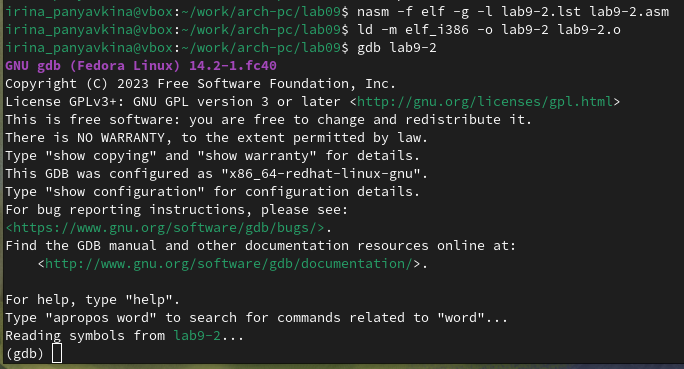 irina_panyavkina@vbox:~/work/arch-pc/lab09$ nasm -f elf -g -l lab9-2.lst lab9-2.asm
irina_panyavkina@vbox:~/work/arch-pc/lab09$ ld -m elf_i386 -o lab9-2 lab9-2.o
irina_panyavkina@vbox:~/work/arch-pc/lab09$ gdb lab9-2
GNU gdb (Fedora Linux) 14.2-1.fc40
Copyright (C) 2023 Free Software Foundation, Inc.
License GPLv3+: GNU GPL version 3 or later <http://gnu.org/licenses/gpl.html>
This is free software: you are free to change and redistribute it.
There is NO WARRANTY, to the extent permitted by law.
Type "show copying" and "show warranty" for details.
This GDB was configured as "x86_64-redhat-linux-gnu".
Type "show configuration" for configuration details.
For bug reporting instructions, please see:
<https://www.gnu.org/software/gdb/bugs/>.
Find the GDB manual and other documentation resources online at:
    <http://www.gnu.org/software/gdb/documentation/>.

For help, type "help".
Type "apropos word" to search for commands related to "word"...
Reading symbols from lab9-2...
(gdb)